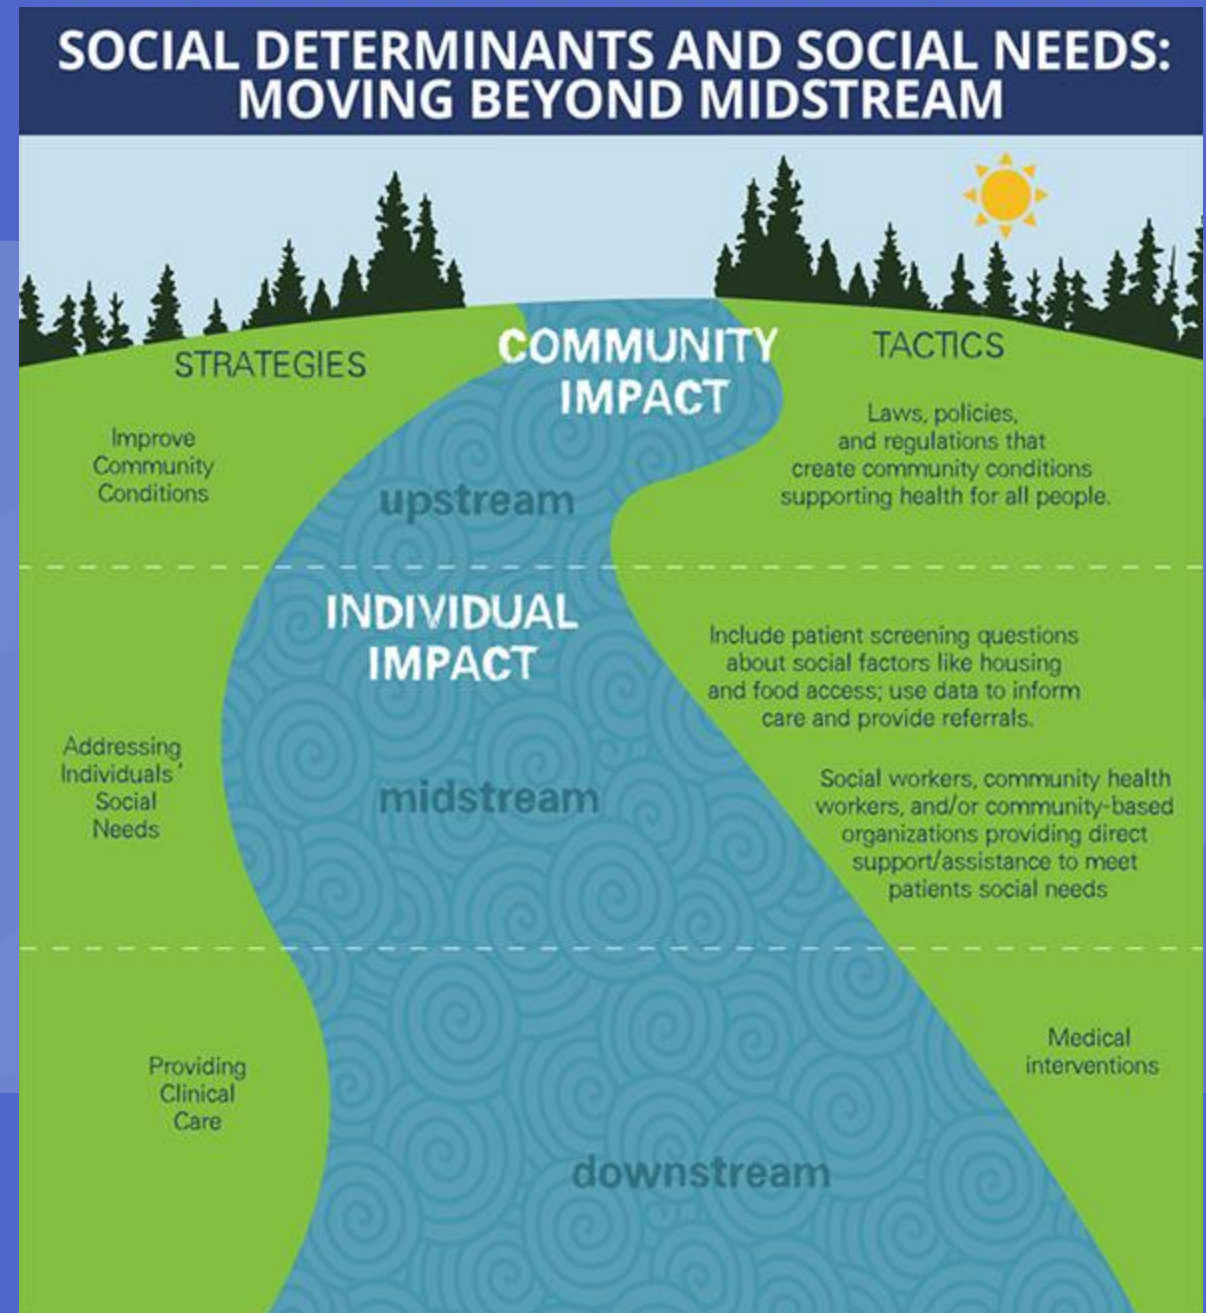 SOCIAL DETERMINANTS AND SOCIAL NEEDS:
MOVING BEYOND MIDSTREAM
STRATEGIES
COMMUNITY
IMPACT
TACTICS
Improve
Community
Conditions
upstream
Laws, policies,
and regulations that
create community conditions
supporting health for all people.
INDIVIDUAL
IMPACT
Addressing
Individuals'
Social
Needs
midstream
Include patient screening questions
about social factors like housing
and food access; use data to inform
care and provide referrals.
Social workers, community health
workers, and/or community-based
organizations providing direct
support/assistance to meet
patients social needs
Providing
Clinical
Care
downstream
Medical
interventions